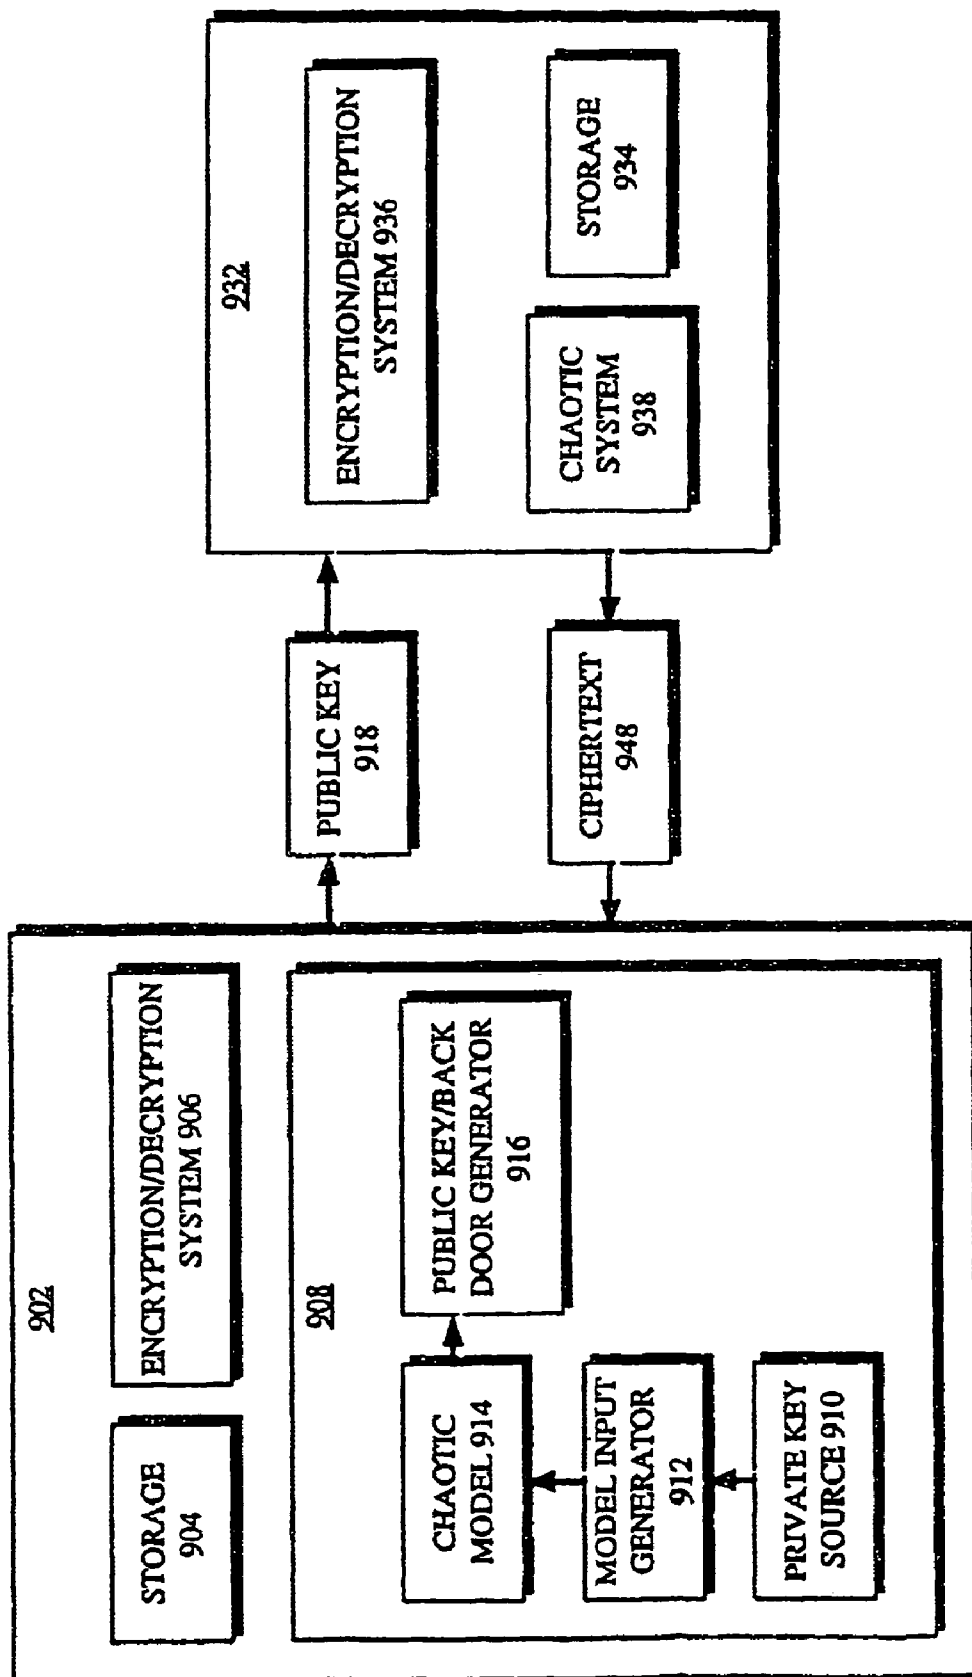 902
STORAGE
904
ENCRYPTION/DECRYPTION
SYSTEM 906
908
CHAOTIC
MODEL 914
PUBLIC KEY/BACK
DOOR GENERATOR
916
MODEL INPUT
GENERATOR
912
PRIVATE KEY
SOURCE 910
PUBLIC KEY
918
CIPHERTEXT
948
932
ENCRYPTION/DECRYPTION
SYSTEM 936
CHAOTIC
SYSTEM
938
STORAGE
934